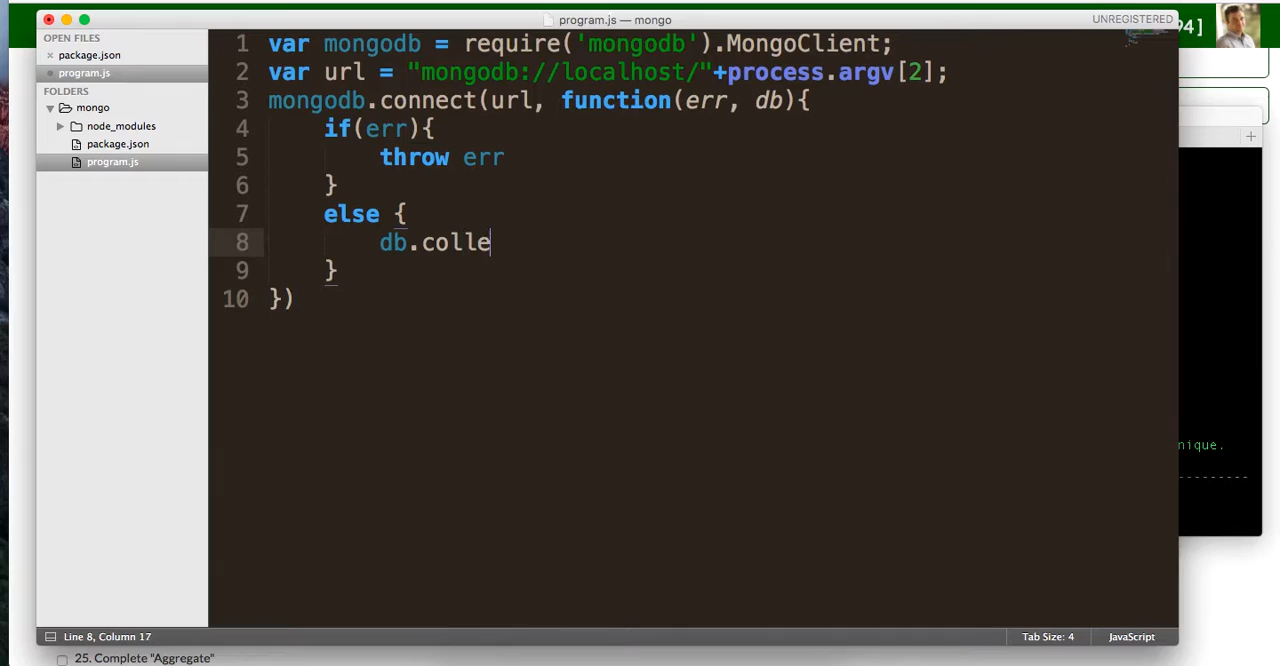 program.js — mongo
UNREGISTERED
94]
OPEN FILES
package.json
program.js
FOLDERS
mongo
node_modules
package.json
program.js
1 var mongodb = require('mongodb').MongoClient;
2 var url = "mongodb://localhost/"+process.argv[2];
3 mongodb.connect(url, function(err, db){
4 if(err){
5 throw err
6 }
7 else {
8 db.colle
9 }
10 })
nique.
---------
Line 8, Column 17
Tab Size: 4
JavaScript
25. Complete "Aggregate"